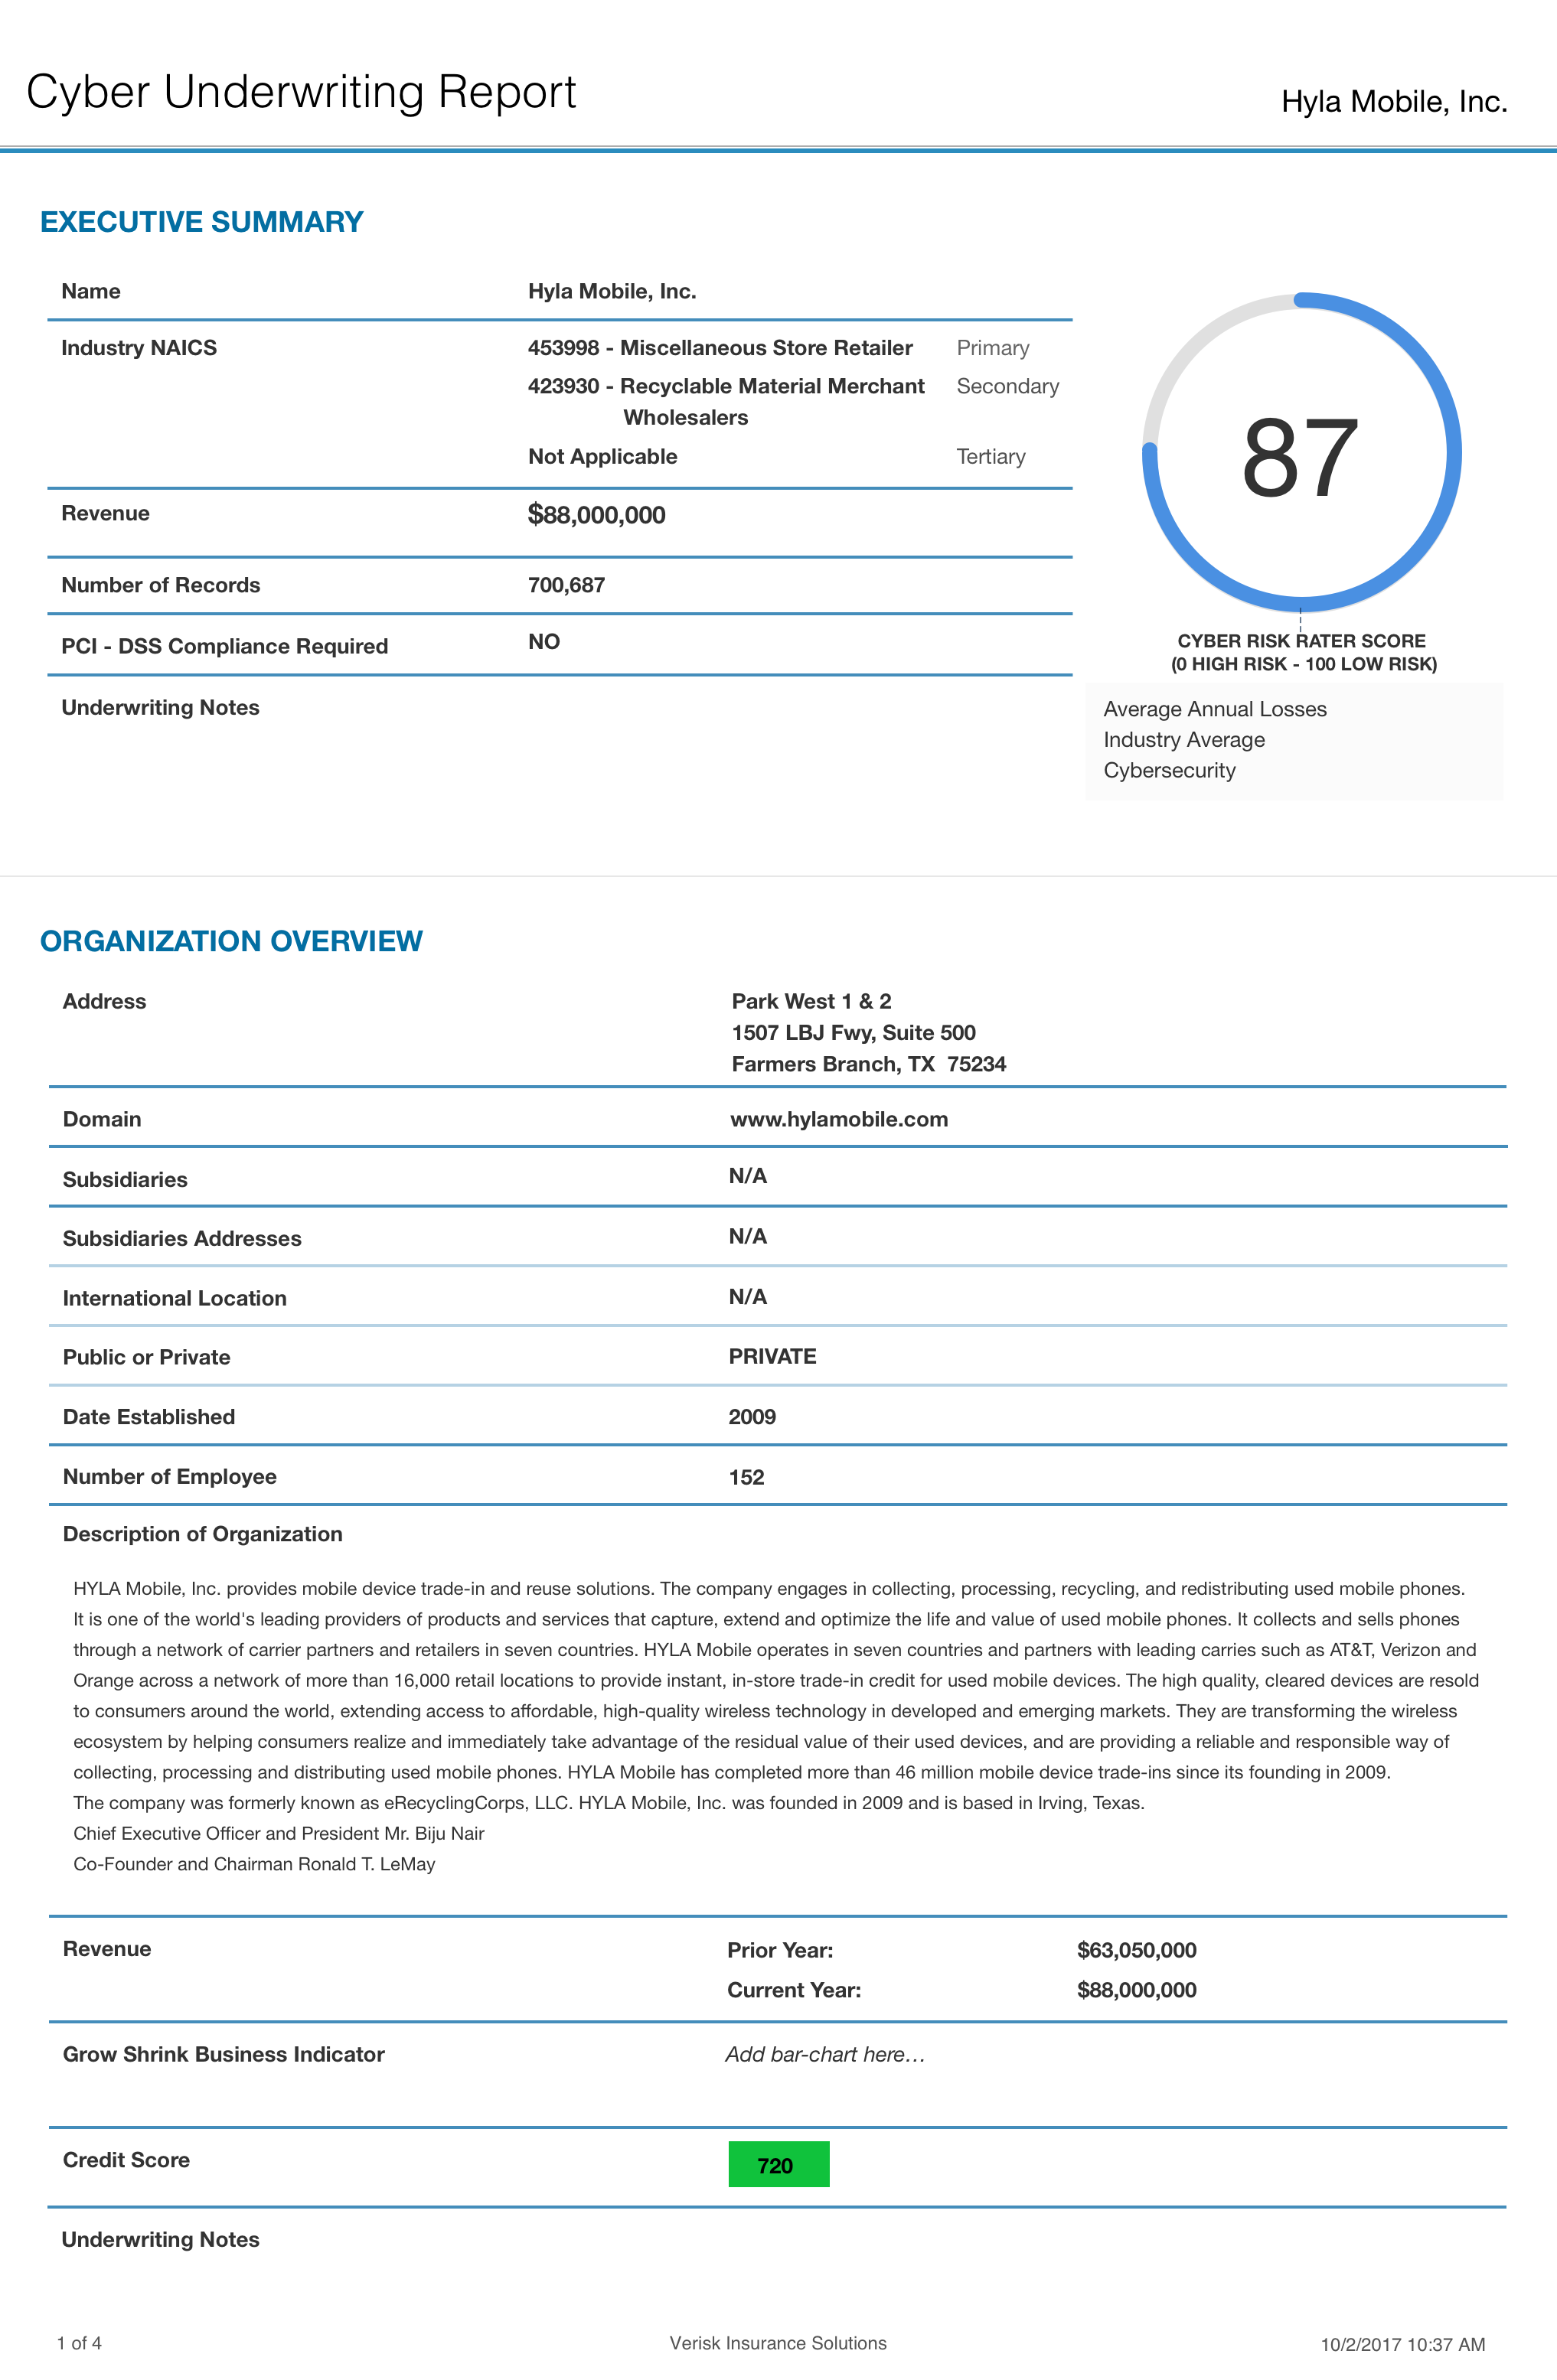 Cyber Underwriting Report
Hyla Mobile, Inc.
EXECUTIVE SUMMARY
Name Hyla Mobile, Inc.
Industry NAICS 453998 - Miscellaneous Store Retailer Primary
423930 - Recyclable Material Merchant Secondary
Wholesalers
Not Applicable Tertiary
Revenue $88,000,000
Number of Records 700,687
PCI - DSS Compliance Required NO
Underwriting Notes
87
CYBER RISK RATER SCORE
(0 HIGH RISK - 100 LOW RISK)
Average Annual Losses
Industry Average
Cybersecurity
ORGANIZATION OVERVIEW
Address Park West 1 & 2
1507 LBJ Fwy, Suite 500
Farmers Branch, TX 75234
Domain www.hylamobile.com
Subsidiaries N/A
Subsidiaries Addresses N/A
International Location N/A
Public or Private PRIVATE
Date Established 2009
Number of Employee 152
Description of Organization
HYLA Mobile, Inc. provides mobile device trade-in and reuse solutions. The company engages in collecting, processing, recycling, and redistributing used mobile phones.
It is one of the world's leading providers of products and services that capture, extend and optimize the life and value of used mobile phones. It collects and sells phones
through a network of carrier partners and retailers in seven countries. HYLA Mobile operates in seven countries and partners with leading carries such as AT&T, Verizon and
Orange across a network of more than 16,000 retail locations to provide instant, in-store trade-in credit for used mobile devices. The high quality, cleared devices are resold
to consumers around the world, extending access to affordable, high-quality wireless technology in developed and emerging markets. They are transforming the wireless
ecosystem by helping consumers realize and immediately take advantage of the residual value of their used devices, and are providing a reliable and responsible way of
collecting, processing and distributing used mobile phones. HYLA Mobile has completed more than 46 million mobile device trade-ins since its founding in 2009.
The company was formerly known as eRecyclingCorps, LLC. HYLA Mobile, Inc. was founded in 2009 and is based in Irving, Texas.
Chief Executive Officer and President Mr. Biju Nair
Co-Founder and Chairman Ronald T. LeMay
Revenue Prior Year: $63,050,000
Current Year: $88,000,000
Grow Shrink Business Indicator Add bar-chart here…
Credit Score 720
Underwriting Notes
1 of 4 Verisk Insurance Solutions 10/2/2017 10:37 AM